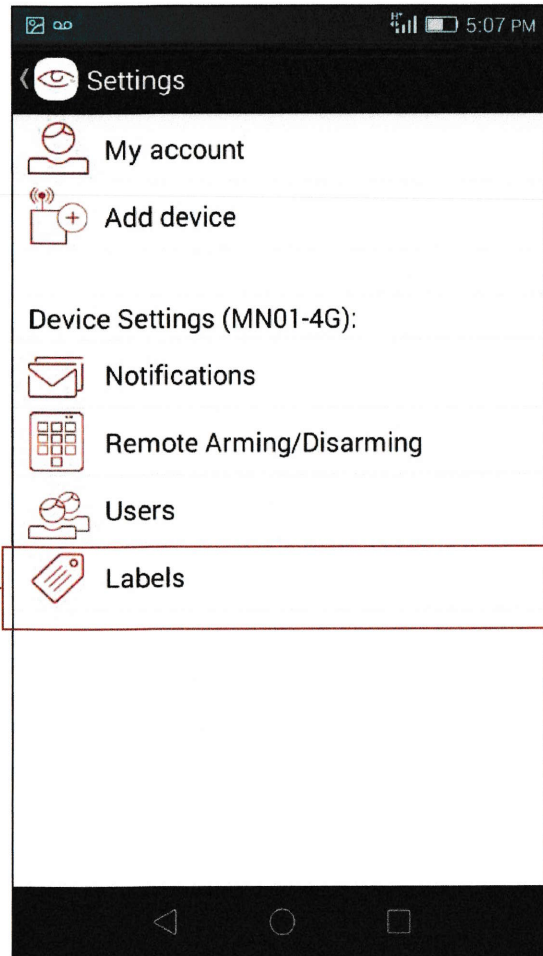 5:07 PM
Settings
My account
Add device
Device Settings (MN01-4G):
Notifications
Remote Arming/Disarming
Users
Labels